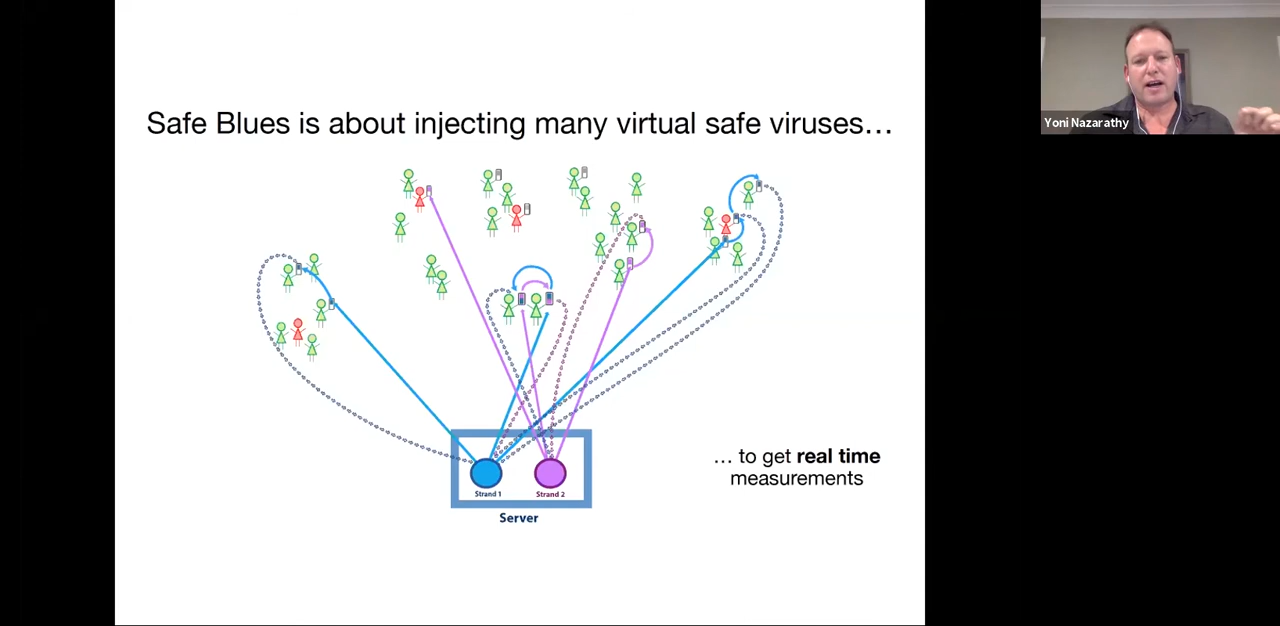 Yoni Nazarathy
Safe Blues is about injecting many virtual safe viruses…
… to get real time
measurements
Strand 1
Strand 2
Server